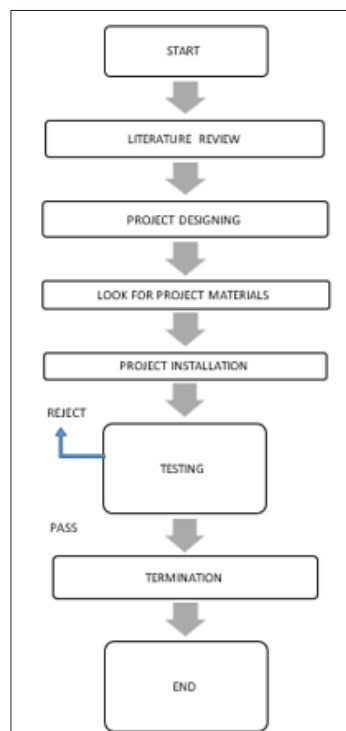 START
LITERATURE REVIEW
PROJECT DESIGNING
LOOK FOR PROJECT MATERIALS
PROJECT INSTALLATION
REJECT
TESTING
PASS
TERMINATION
END